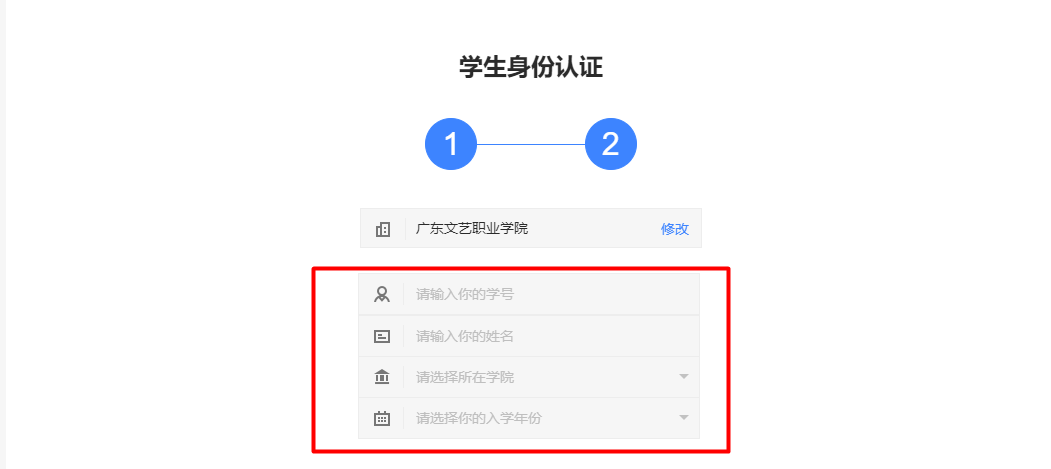 学生身份认证
1 2
广东文艺职业学院 修改
请输入你的学号
请输入你的姓名
请选择所在学院
请选择你的入学年份